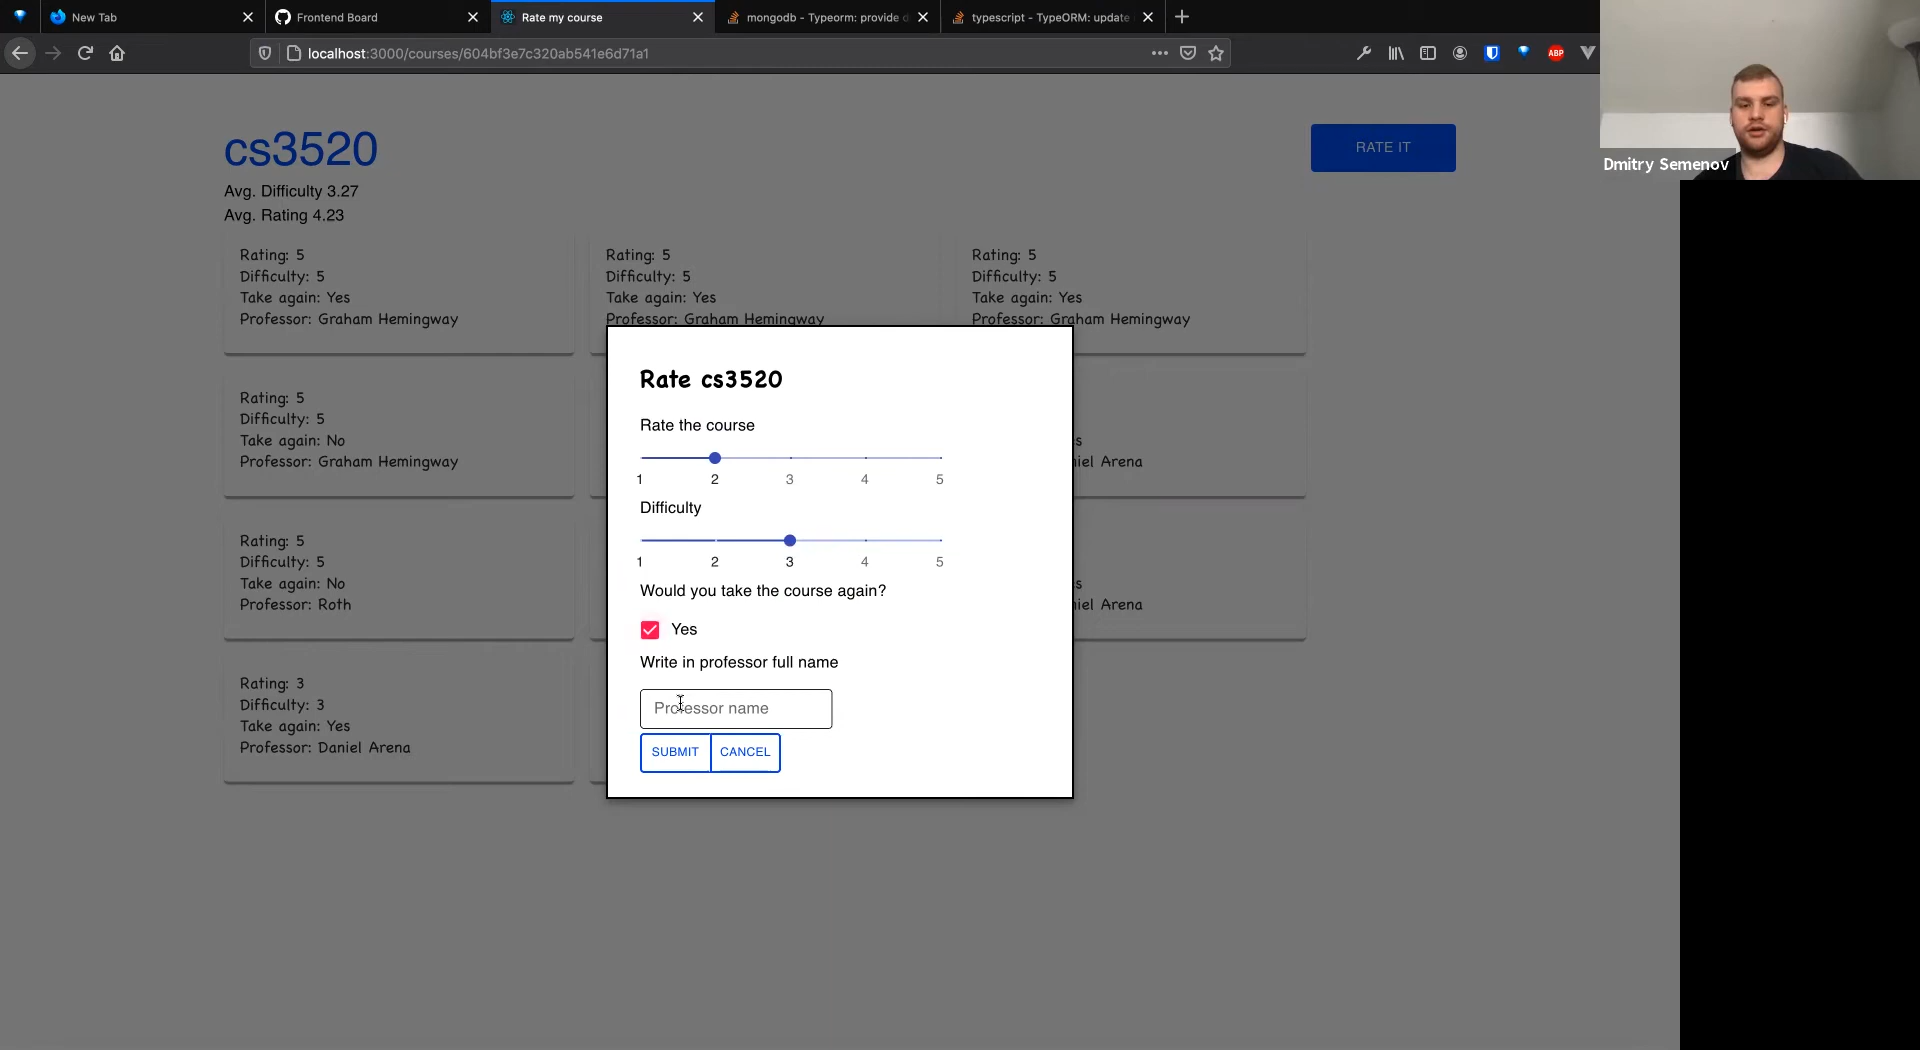 New Tab
Frontend Board
Rate my course
mongodb - Typeorm: provide
typescript - TypeORM: update
localhost:3000/courses/604bf3e7c320ab541e6d71a1
ABP
Dmitry Semenov
cs3520
RATE IT
Avg. Difficulty 3.27
Avg. Rating 4.23
Rating: 5
Difficulty: 5
Take again: Yes
Professor: Graham Hemingway
Rating: 5
Difficulty: 5
Take again: Yes
Professor: Graham Hemingway
Rating: 5
Difficulty: 5
Take again: Yes
Professor: Graham Hemingway
Rating: 5
Difficulty: 5
Take again: No
Professor: Graham Hemingway
s
iel Arena
Rating: 5
Difficulty: 5
Take again: No
Professor: Roth
s
iel Arena
Rating: 3
Difficulty: 3
Take again: Yes
Professor: Daniel Arena
Rate cs3520
Rate the course
1 2 3 4 5
Difficulty
1 2 3 4 5
Would you take the course again?
Yes
Write in professor full name
Professor name
SUBMIT CANCEL